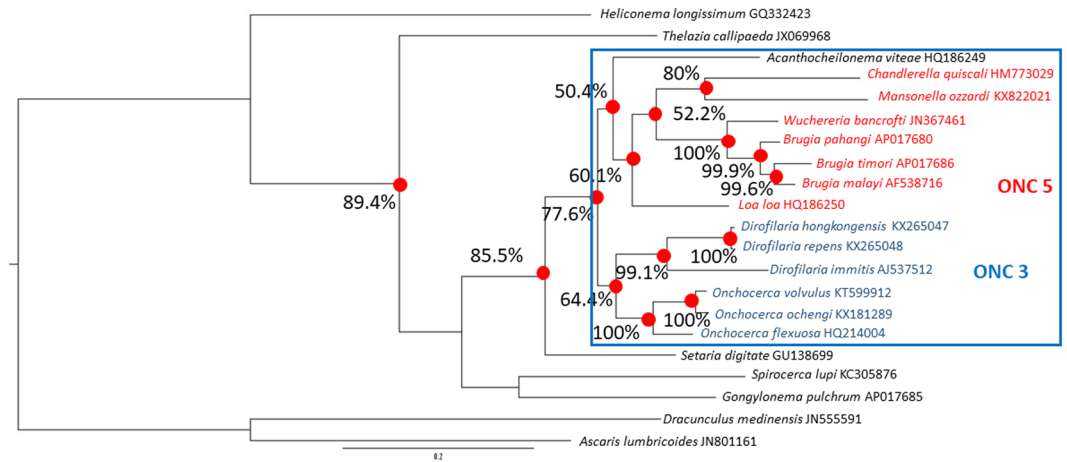 Heliconema longissimum GQ332423
Thelazia callipaeda JX069968
Acanthocheilonema viteae HQ186249
80%
Chandlerella quiscali HM773029
50.4%
Mansonella ozzardi KX822021
52.2%
Wuchereria bancrofti JN367461
Brugia pahangi AP017680
100%
Brugia timori AP017686
99.9%
60.1%
Brugia malayi AF538716
99.6%
ONC 5
89.4%
Loa loa HQ186250
77.6%
Dirofilaria hongkongensis KX265047
Dirofilaria repens KX265048
85.5%
100%
99.1%
Dirofilaria immitis AJ537512
ONC 3
Onchocerca volvulus KT599912
64.4%
Onchocerca ochengi KX181289
100%
100%
Onchocerca flexuosa HQ214004
Setaria digitate GU138699
Spirocerca lupi KC305876
Gongylonema pulchrum AP017685
Dracunculus medinensis JN555591
Ascaris lumbricoides JN801161
0.2